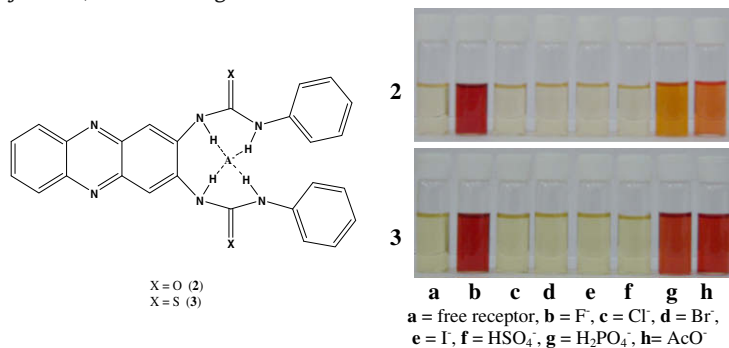 X
N
N
H
N
H
N
A⁻
H
H
N
N
N
X
X = O (2)
X = S (3)
2
3
a b c d e f g h
a = free receptor, b = F⁻, c = Cl⁻, d = Br⁻,
e = I⁻, f = HSO₄⁻, g = H₂PO₄⁻, h= AcO⁻